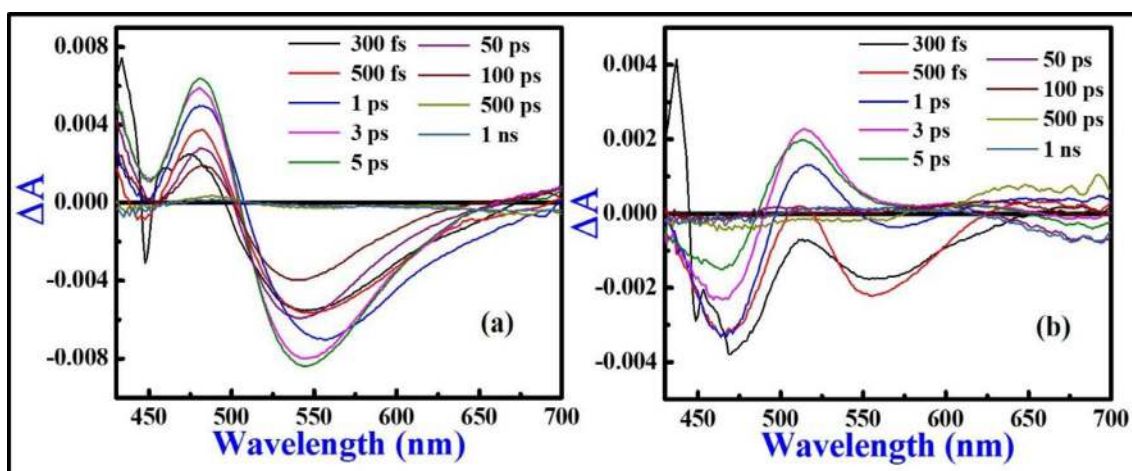 0.008
0.004
0.000
-0.004
-0.008
ΔA
300 fs
500 fs
1 ps
3 ps
5 ps
50 ps
100 ps
500 ps
1 ns
(a)
450 500 550 600 650 700
Wavelength (nm)
0.004
0.002
0.000
-0.002
-0.004
ΔA
300 fs
500 fs
1 ps
3 ps
5 ps
50 ps
100 ps
500 ps
1 ns
(b)
450 500 550 600 650 700
Wavelength (nm)